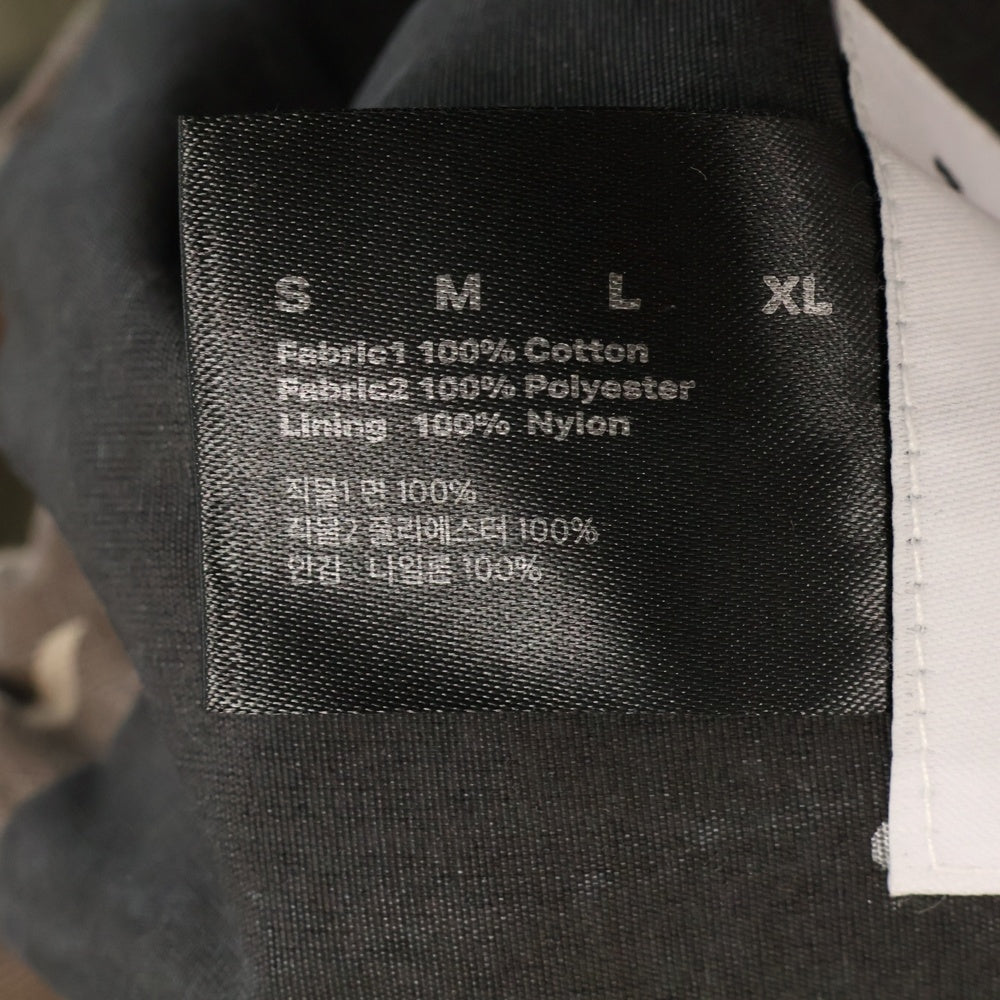 S M L XL
Fabric1 100% Cotton
Fabric2 100% Polyester
Lining 100% Nylon
직물1 면 100%
직물2 폴리에스터 100%
안감 나일론 100%